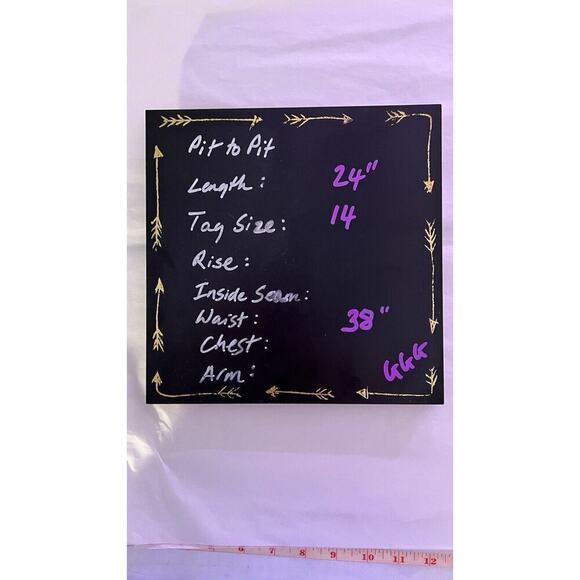 Pit to Pit
Length: 24"
Tag Size: 14
Rise:
Inside Seam:
Waist: 38"
Chest:
GGG
Arm:
6 7 8 9 10 11 12